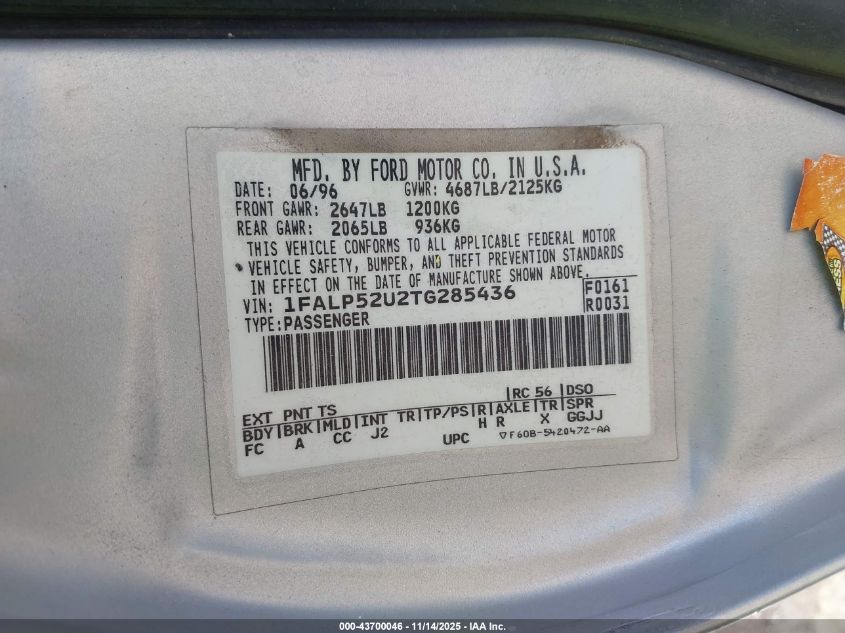 MFD. BY FORD MOTOR CO. IN U.S.A.
DATE: 06/96 GVWR: 4687LB/2125KG
FRONT GAWR: 2647LB 1200KG
REAR GAWR: 2065LB 936KG
THIS VEHICLE CONFORMS TO ALL APPLICABLE FEDERAL MOTOR
VEHICLE SAFETY, BUMPER, AND THEFT PREVENTION STANDARDS
IN EFFECT ON THE DATE OF MANUFACTURE SHOWN ABOVE.
VIN: 1FALP52U2TG285436 F0161
TYPE: PASSENGER R0031
EXT PNT TS RC 56 DSO
BDY BRK MLD INT TR TP/PS R AXLE TR SPR
FC A CC J2 UPC H R X GGJJ
▽F60B-5420472-AA
000-43700046 - 11/14/2025 - IAA Inc.